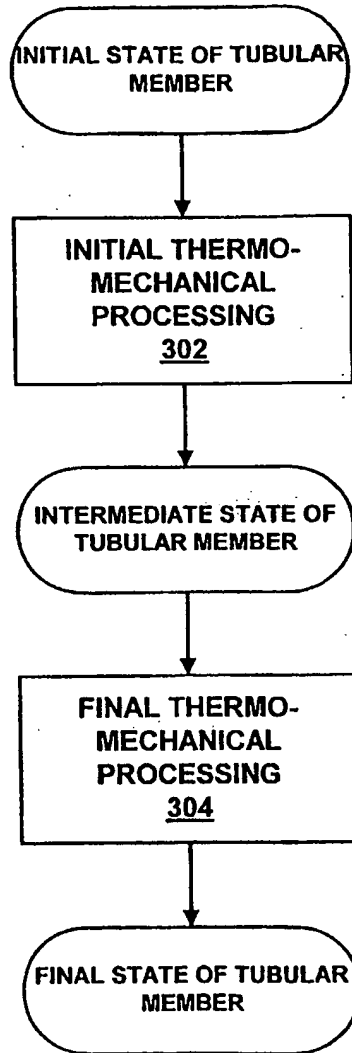 INITIAL STATE OF TUBULAR
MEMBER
INITIAL THERMO-
MECHANICAL
PROCESSING
302
INTERMEDIATE STATE OF
TUBULAR MEMBER
FINAL THERMO-
MECHANICAL
PROCESSING
304
FINAL STATE OF TUBULAR
MEMBER